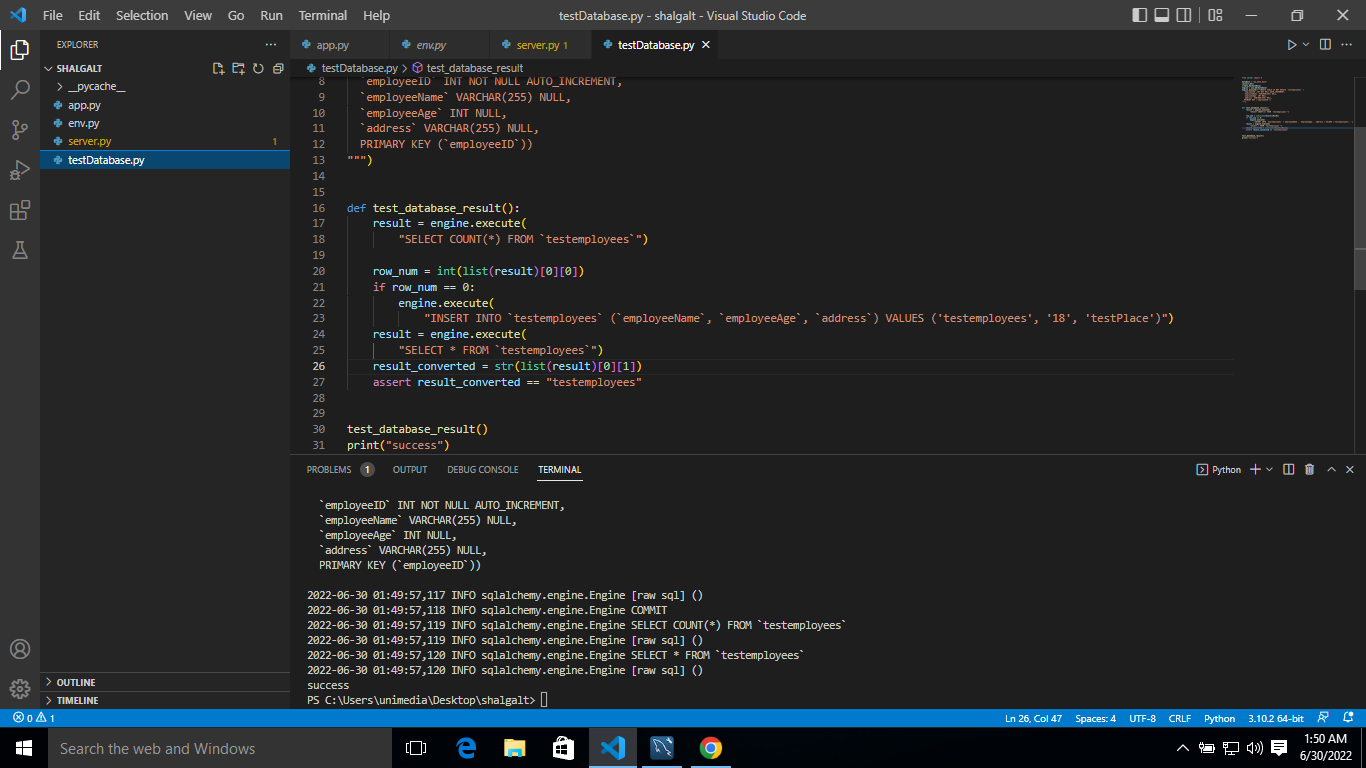 File Edit Selection View Go Run Terminal Help testDatabase.py - shalgalt - Visual Studio Code
EXPLORER
SHALGALT
__pycache__
app.py
env.py
server.py 1
testDatabase.py
OUTLINE
TIMELINE
app.py env.py server.py 1 testDatabase.py
testDatabase.py > test_database_result
8 `employeeID` INT NOT NULL AUTO_INCREMENT,
9 `employeeName` VARCHAR(255) NULL,
10 `employeeAge` INT NULL,
11 `address` VARCHAR(255) NULL,
12 PRIMARY KEY (`employeeID`))
13 """)
14
15
16 def test_database_result():
17 result = engine.execute(
18 "SELECT COUNT(*) FROM `testemployees`")
19
20 row_num = int(list(result)[0][0])
21 if row_num == 0:
22 engine.execute(
23 "INSERT INTO `testemployees` (`employeeName`, `employeeAge`, `address`) VALUES ('testemployees', '18', 'testPlace')")
24 result = engine.execute(
25 "SELECT * FROM `testemployees`")
26 result_converted = str(list(result)[0][1])
27 assert result_converted == "testemployees"
28
29
30 test_database_result()
31 print("success")
PROBLEMS 1 OUTPUT DEBUG CONSOLE TERMINAL Python
`employeeID` INT NOT NULL AUTO_INCREMENT,
`employeeName` VARCHAR(255) NULL,
`employeeAge` INT NULL,
`address` VARCHAR(255) NULL,
PRIMARY KEY (`employeeID`))
2022-06-30 01:49:57,117 INFO sqlalchemy.engine.Engine [raw sql] ()
2022-06-30 01:49:57,118 INFO sqlalchemy.engine.Engine COMMIT
2022-06-30 01:49:57,119 INFO sqlalchemy.engine.Engine SELECT COUNT(*) FROM `testemployees`
2022-06-30 01:49:57,119 INFO sqlalchemy.engine.Engine [raw sql] ()
2022-06-30 01:49:57,120 INFO sqlalchemy.engine.Engine SELECT * FROM `testemployees`
2022-06-30 01:49:57,120 INFO sqlalchemy.engine.Engine [raw sql] ()
success
PS C:\Users\unimedia\Desktop\shalgalt>
0 1 Ln 26, Col 47 Spaces: 4 UTF-8 CRLF Python 3.10.2 64-bit
Search the web and Windows
1:50 AM
6/30/2022